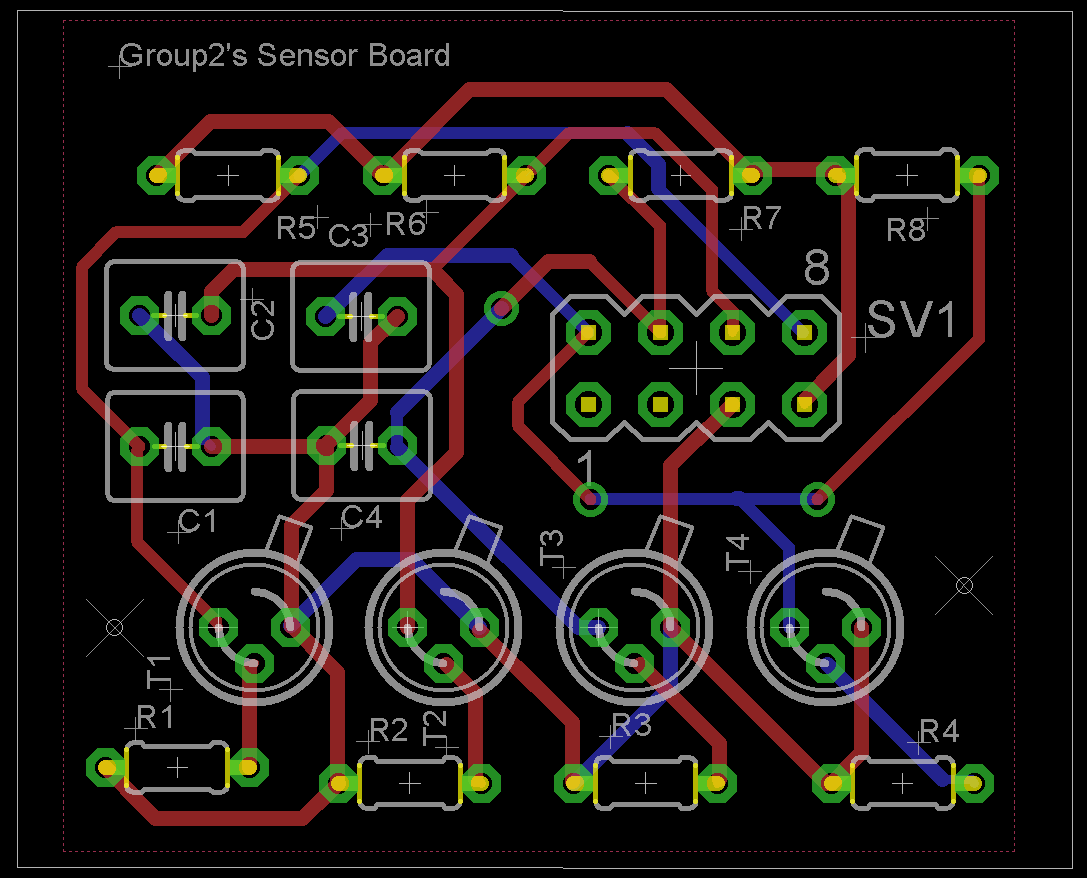 Group2's Sensor Board
R5
C3
R6
R7
R8
8
SV1
C2
C1
C4
1
T3
T4
T1
R1
R2
T2
R3
R4